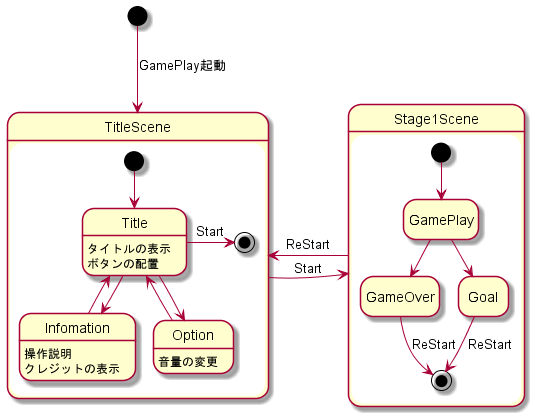 GamePlay起動
TitleScene
Title
タイトルの表示
ボタンの配置
Start
Infomation
操作説明
クレジットの表示
Option
音量の変更
ReStart
Start
Stage1Scene
GamePlay
GameOver
Goal
ReStart
ReStart